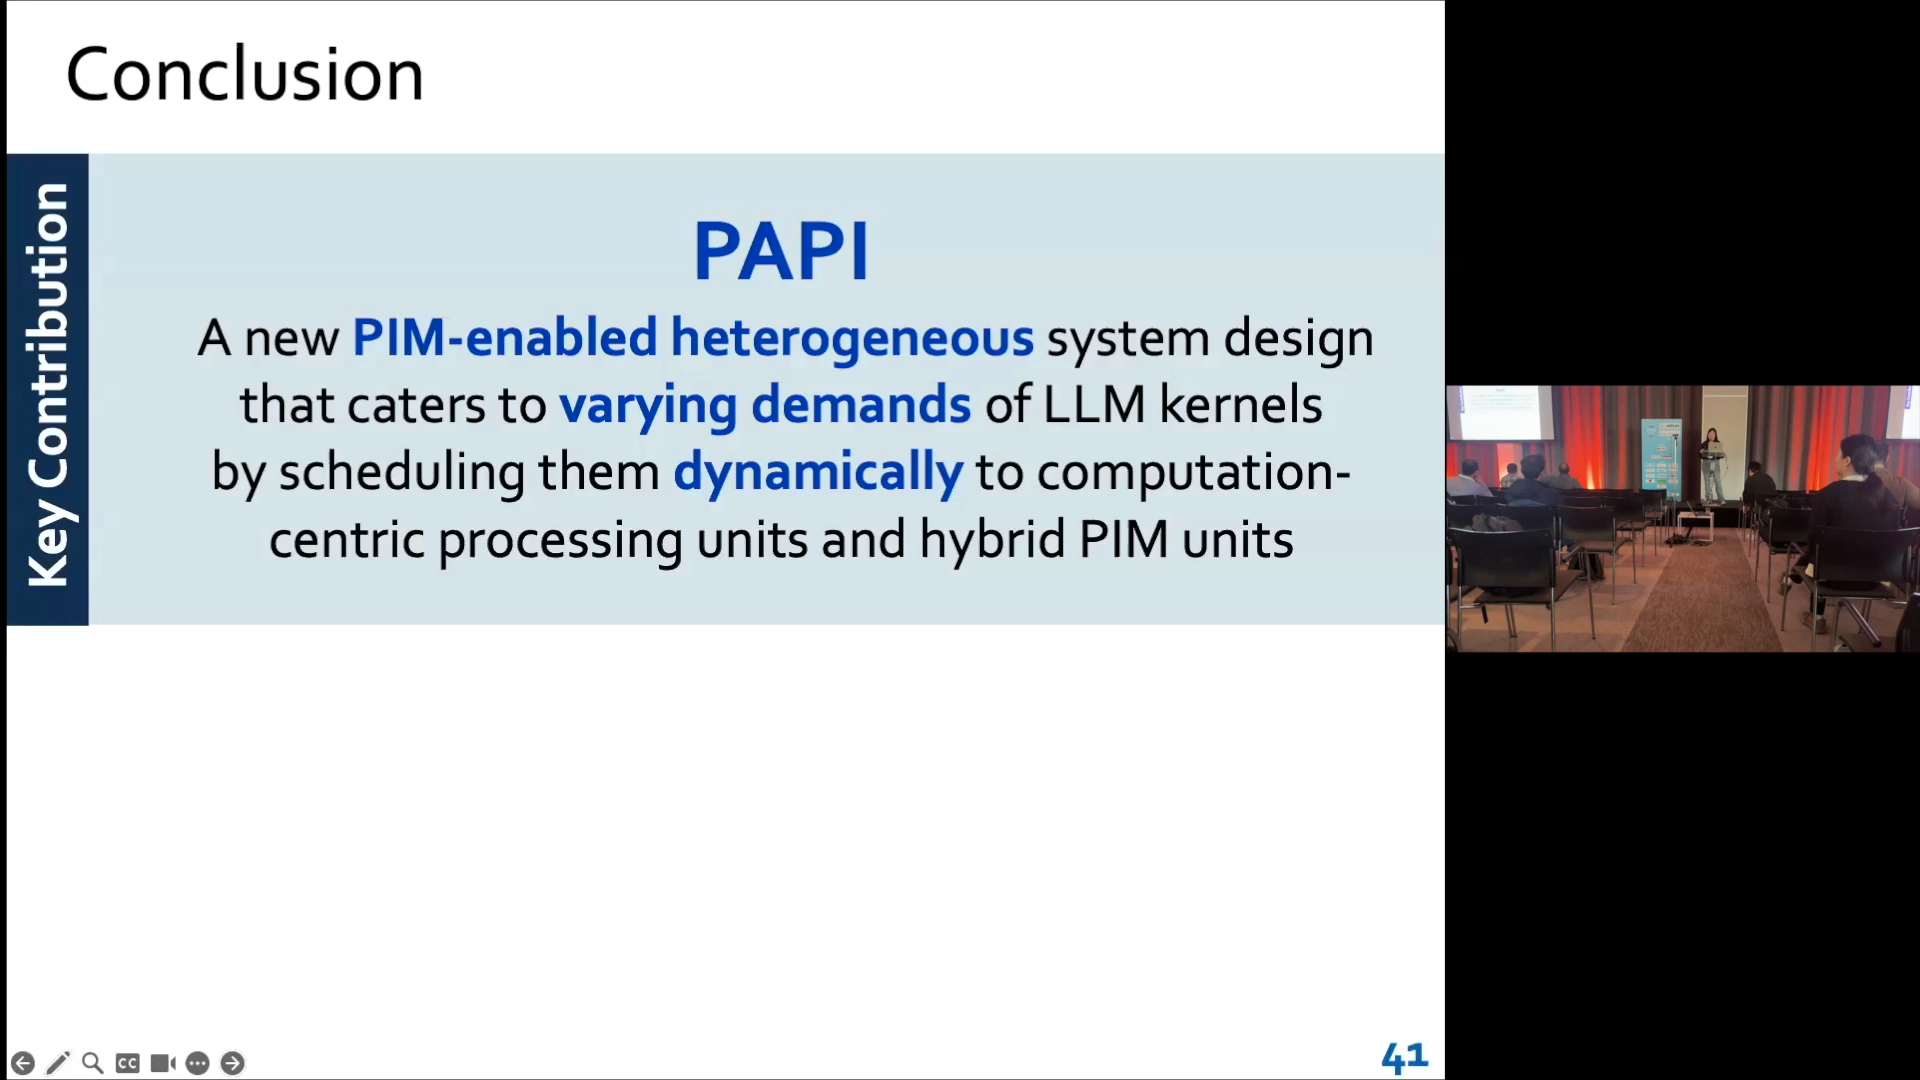 Conclusion
Key Contribution
PAPI
A new PIM-enabled heterogeneous system design
that caters to varying demands of LLM kernels
by scheduling them dynamically to computation-
centric processing units and hybrid PIM units
CC
41